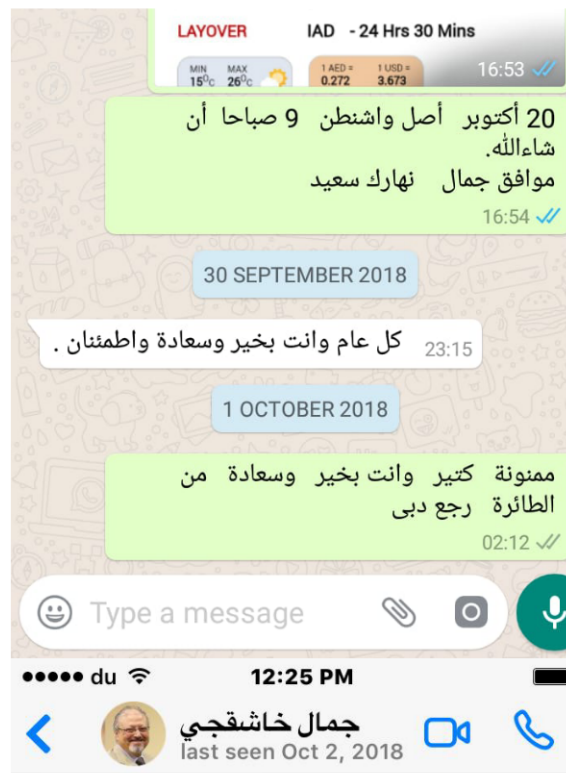 LAYOVER IAD - 24 Hrs 30 Mins
MIN MAX 1 AED = 1 USD =
15⁰c 26⁰c 0.272 3.673
16:53
20 أكتوبر أصل واشنطن 9 صباحا أن
شاءالله.
موافق جمال نهارك سعيد
16:54
30 SEPTEMBER 2018
كل عام وانت بخير وسعادة واطمئنان .
23:15
1 OCTOBER 2018
ممنونة كتير وانت بخير وسعادة من
الطائرة رجع دبى
02:12
Type a message
du 12:25 PM
جمال خاشقجي
last seen Oct 2, 2018